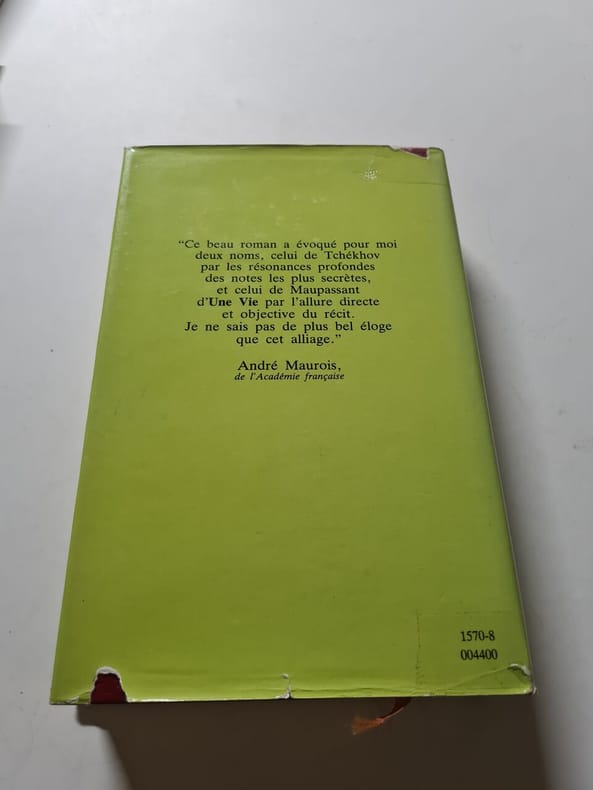 “Ce beau roman a évoqué pour moi
deux noms, celui de Tchékhov
par les résonances profondes
des notes les plus secrètes,
et celui de Maupassant
d'Une Vie par l'allure directe
et objective du récit.
Je ne sais pas de plus bel éloge
que cet alliage.”
André Maurois,
de l'Académie française
1570-8
004400